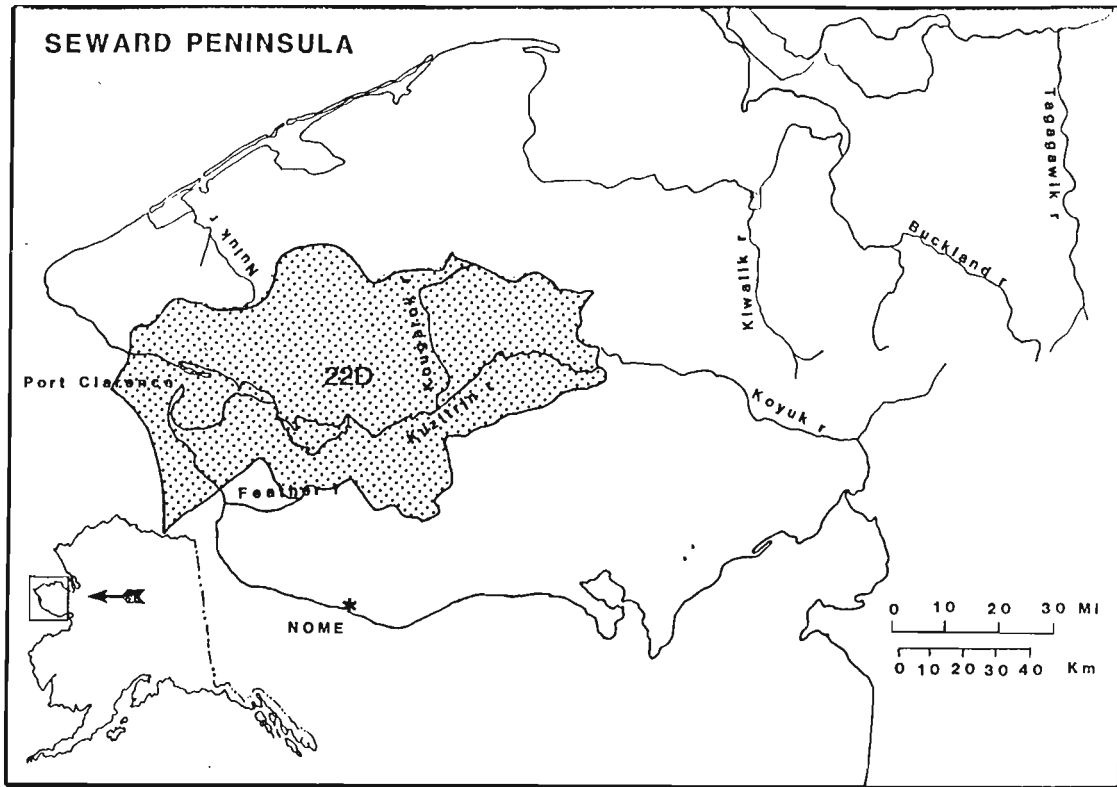 SEWARD PENINSULA
Tagagawik r
Nuluk r
Buckland r
Kiwalik r
Kougarok r
22D
Port Clarence
Kuzitrin r
Koyuk r
Feather r
0 10 20 30 Mi
NOME
0 10 20 30 40 Km